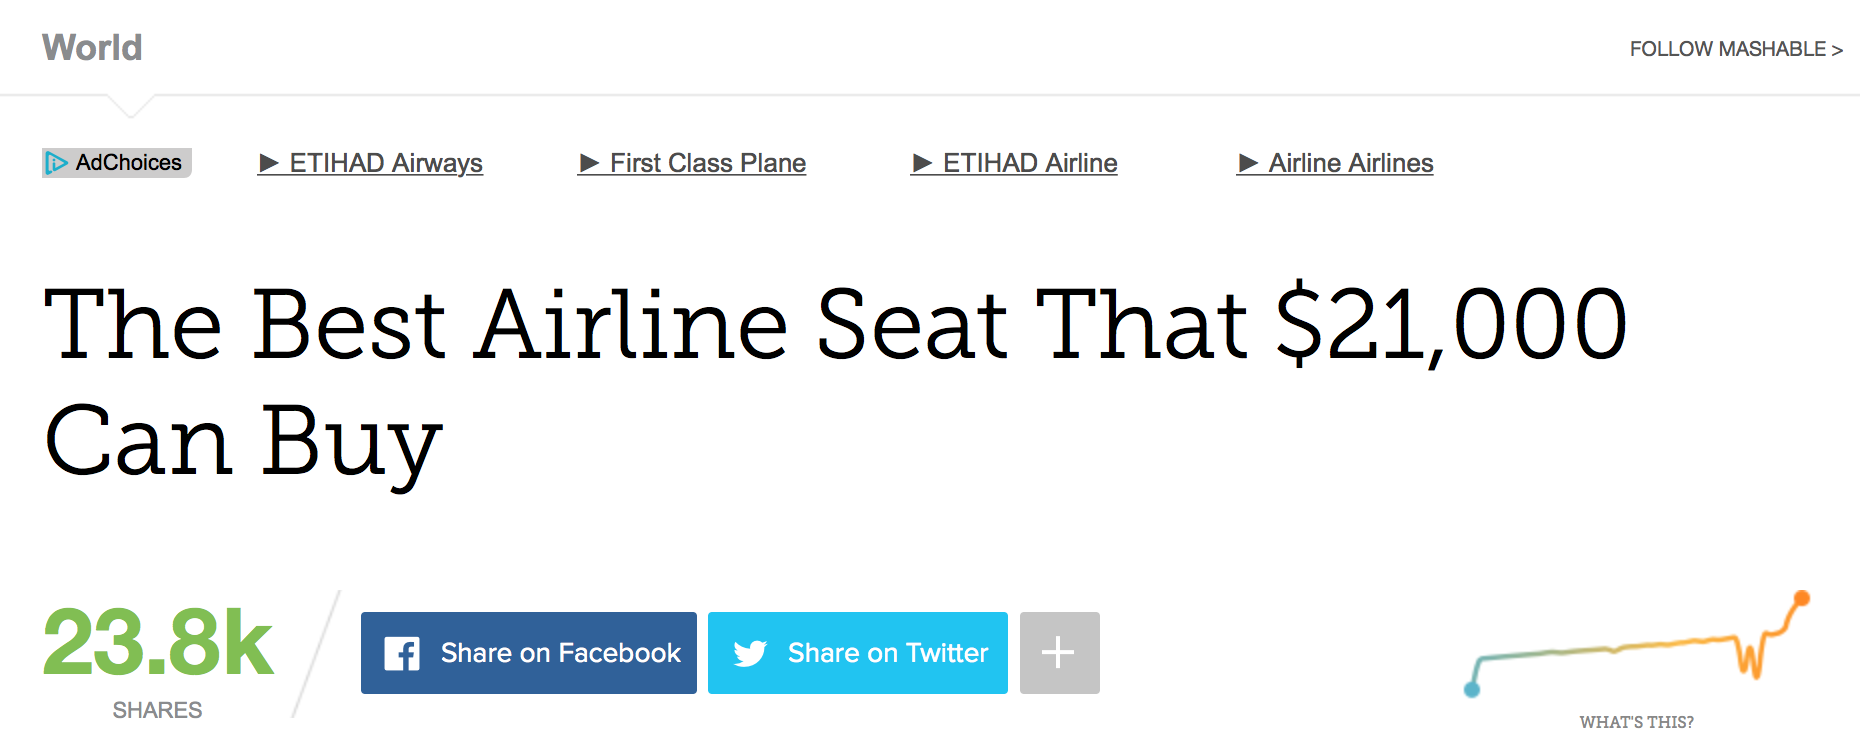 World
FOLLOW MASHABLE >
AdChoices
► ETIHAD Airways
► First Class Plane
► ETIHAD Airline
► Airline Airlines
The Best Airline Seat That $21,000
Can Buy
23.8k
SHARES
Share on Facebook
Share on Twitter
+
WHAT'S THIS?